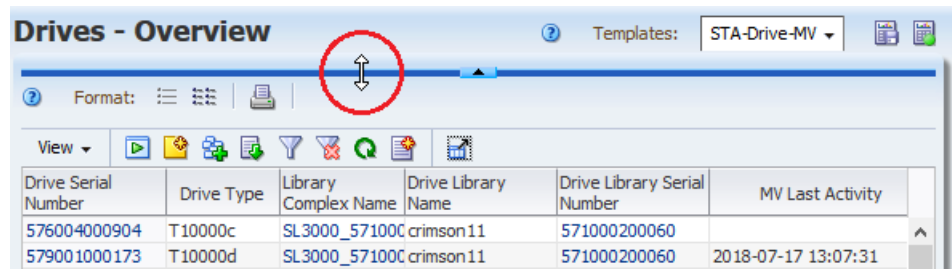 Drives - Overview
Templates: STA-Drive-MV
Format:
View
Drive Serial Number Drive Type Library Complex Name Drive Library Name Drive Library Serial Number MV Last Activity
576004000904 T10000c SL3000_571000 crimson11 571000200060
579001000173 T10000d SL3000_571000 crimson11 571000200060 2018-07-17 13:07:31